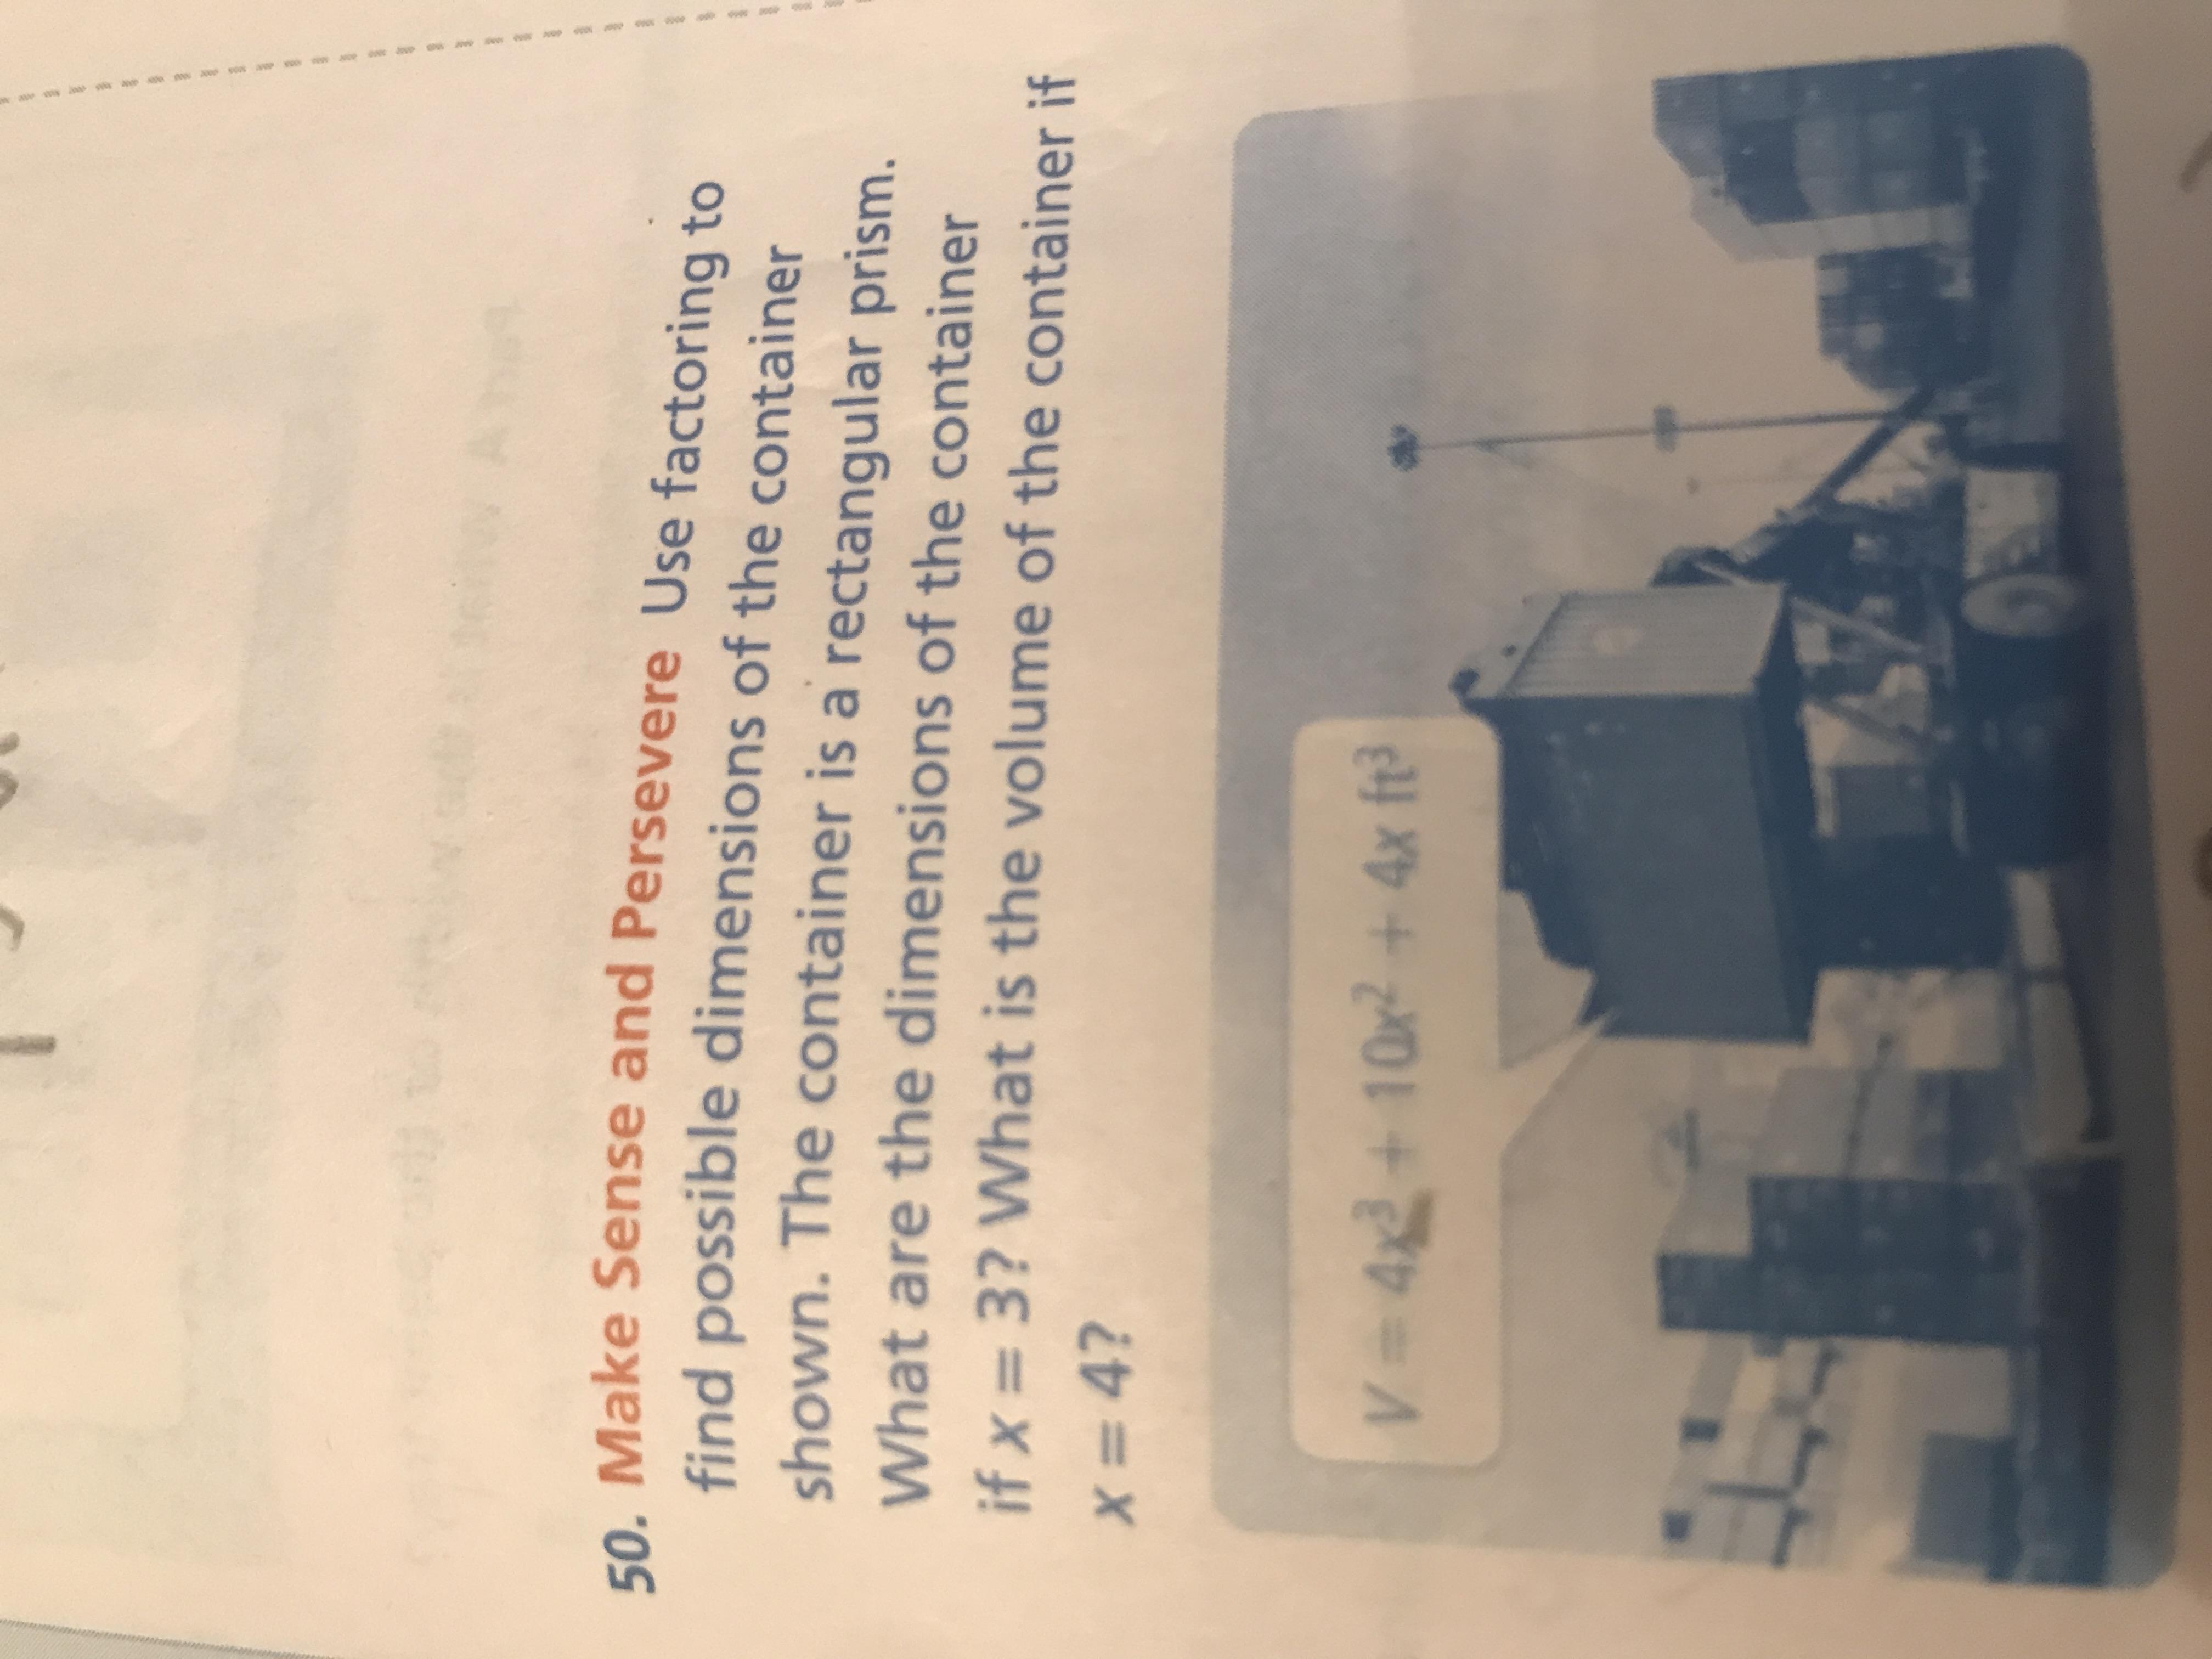 50. Make Sense and Persevere Use factoring to
find possible dimensions of the container
shown. The container is a rectangular prism.
What are the dimensions of the container
if x = 3? What is the volume of the container if
x = 4?
V = 4x³ + 10x² + 4x ft³